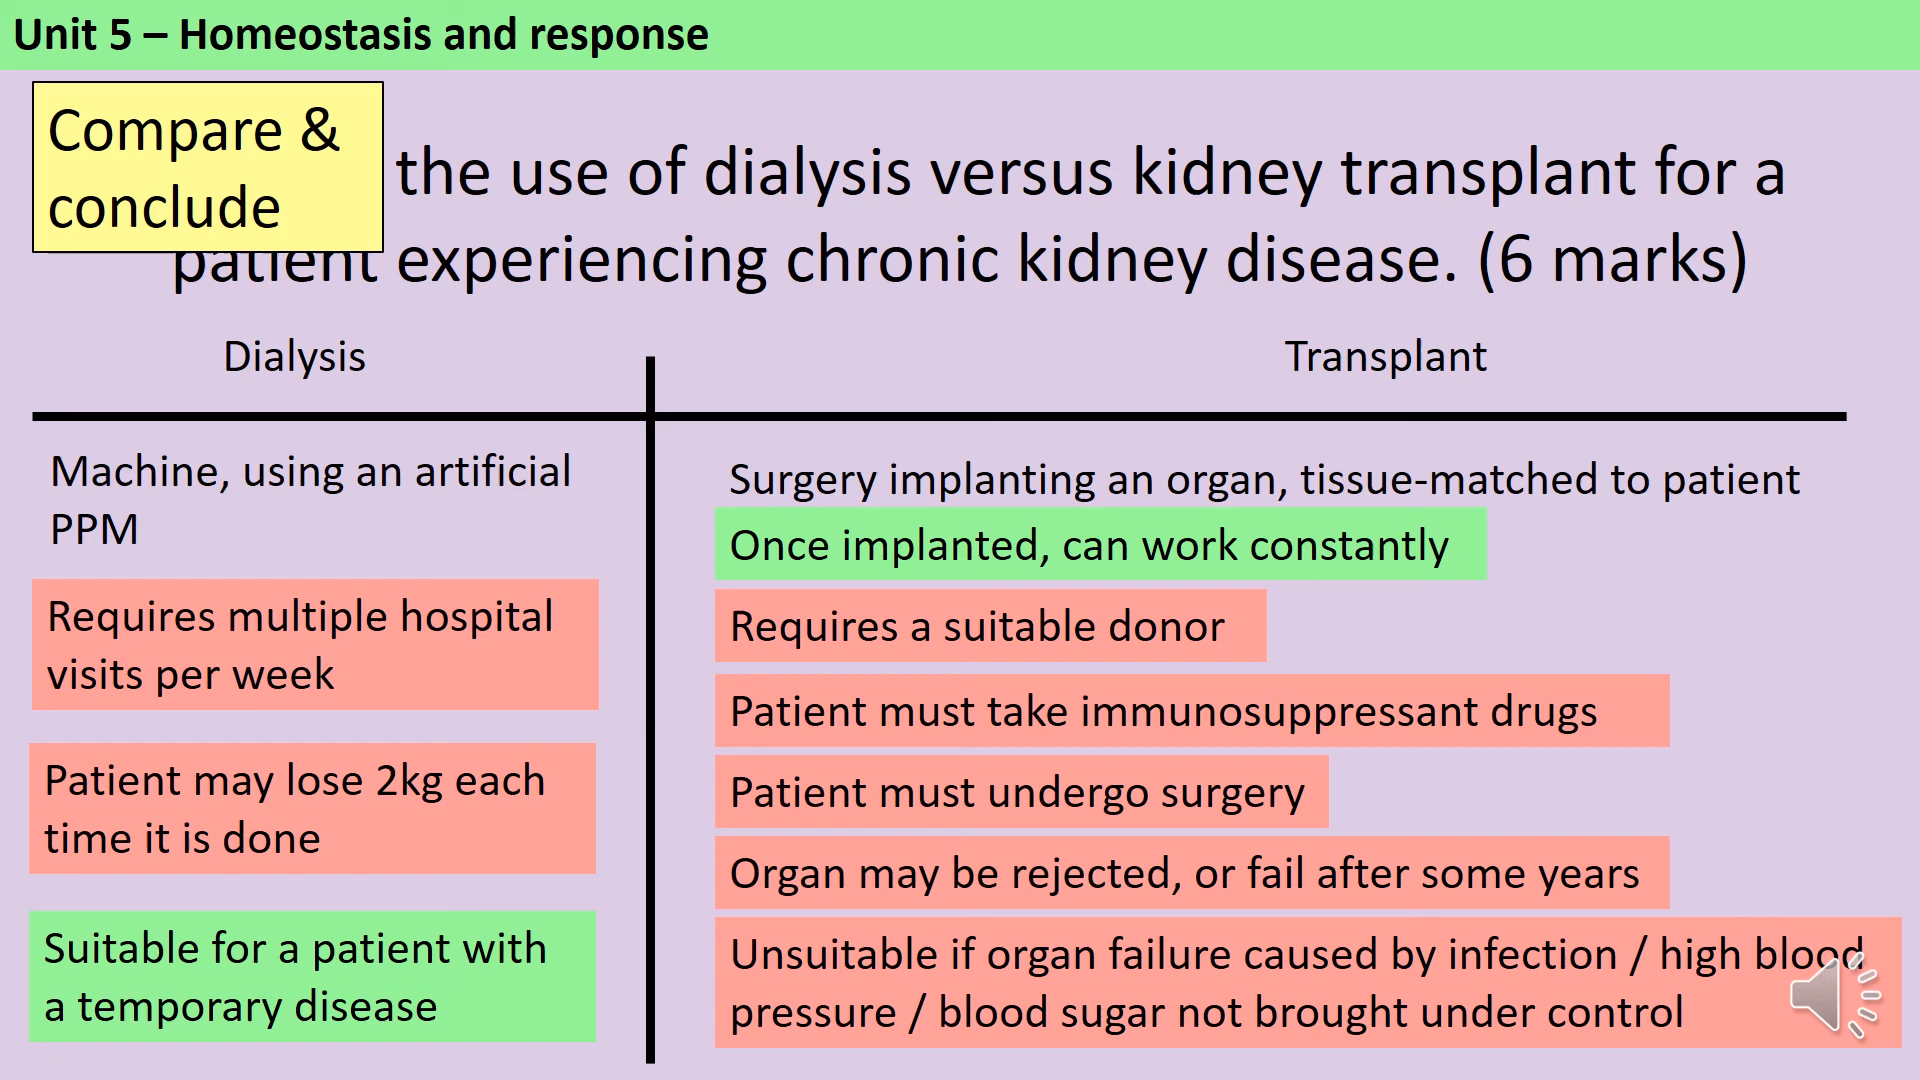 Unit 5 – Homeostasis and response
Compare &
conclude
the use of dialysis versus kidney transplant for a
patient experiencing chronic kidney disease. (6 marks)
Dialysis
Transplant
Machine, using an artificial
PPM
Requires multiple hospital
visits per week
Patient may lose 2kg each
time it is done
Suitable for a patient with
a temporary disease
Surgery implanting an organ, tissue-matched to patient
Once implanted, can work constantly
Requires a suitable donor
Patient must take immunosuppressant drugs
Patient must undergo surgery
Organ may be rejected, or fail after some years
Unsuitable if organ failure caused by infection / high blood
pressure / blood sugar not brought under control